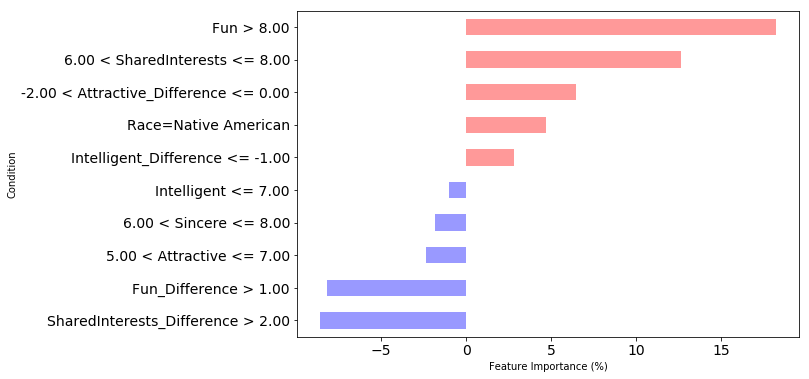 Fun > 8.00
6.00 < SharedInterests <= 8.00
-2.00 < Attractive_Difference <= 0.00
Race=Native American
Intelligent_Difference <= -1.00
Intelligent <= 7.00
6.00 < Sincere <= 8.00
5.00 < Attractive <= 7.00
Fun_Difference > 1.00
SharedInterests_Difference > 2.00
Condition
−5 0 5 10 15
Feature Importance (%)